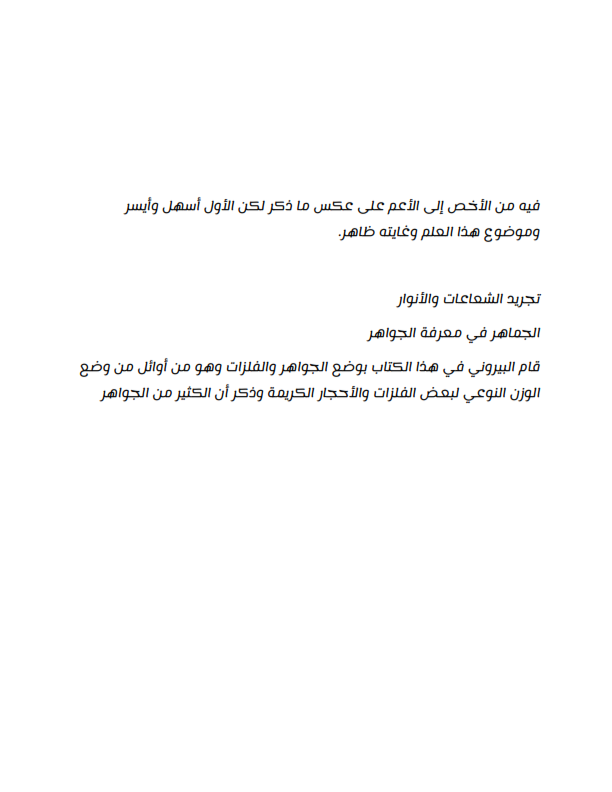 فيه من الأخص إلى الأعم على عكس ما ذكر لكن الأول أسهل وأيسر
وموضوع هذا العلم وغايته ظاهر.
تجريد الشعاعات والأنوار
الجماهر في معرفة الجواهر
قام البيروني في هذا الكتاب بوضع الجواهر والفلزات وهو من أوائل من وضع
الوزن النوعي لبعض الفلزات والأحجار الكريمة وذكر أن الكثير من الجواهر